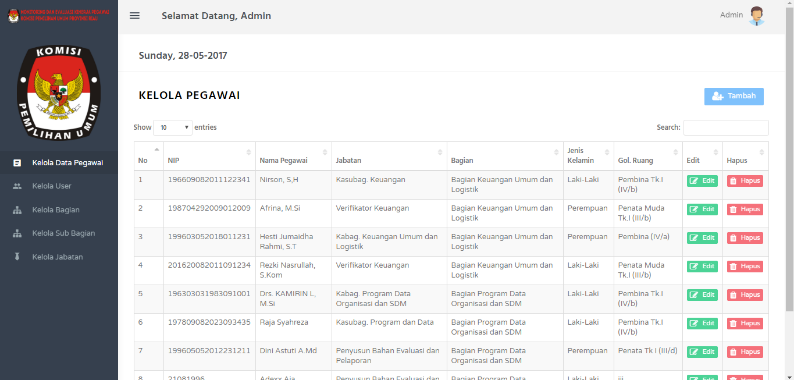 Selamat Datang, Admin
Admin
KOMISI
PEMILIHAN UMUM
Kelola Data Pegawai
Kelola User
Kelola Bagian
Kelola Sub Bagian
Kelola Jabatan
Sunday, 28-05-2017
KELOLA PEGAWAI
Tambah
Show 10 entries
Search:
No NIP Nama Pegawai Jabatan Bagian Jenis Kelamin Gol. Ruang Edit Hapus
1 196609082011122341 Nirson, S,H Kasubag. Keuangan Bagian Keuangan Umum dan Logistik Laki-Laki Pembina Tk.I (IV/b) Edit Hapus
2 198704292009012009 Afrina, M.Si Verifikator Keuangan Bagian Keuangan Umum dan Logistik Perempuan Penata Muda Tk.I (III/b) Edit Hapus
3 199603052018011231 Hesti Jumaidha Rahmi, S.T Kabag. Keuangan Umum dan Logistik Bagian Keuangan Umum dan Logistik Perempuan Pembina (IV/a) Edit Hapus
4 201620082011091234 Rezki Nasrullah, S.Kom Verifikator Keuangan Bagian Keuangan Umum dan Logistik Laki-Laki Penata Muda Tk.I (III/b) Edit Hapus
5 196303031983091001 Drs. KAMIRIN L, M.Si Kabag. Program Data Organisasi dan SDM Bagian Program Data Organisasi dan SDM Laki-Laki Pembina Tk.I (IV/b) Edit Hapus
6 197809082023093435 Raja Syahreza Kasubag. Program dan Data Bagian Program Data Organisasi dan SDM Laki-Laki Pembina Tk.I (IV/b) Edit Hapus
7 199605052012231211 Dini Astuti A.Md Penyusun Bahan Evaluasi dan Pelaporan Bagian Program Data Organisasi dan SDM Perempuan Penata Tk I (III/d) Edit Hapus
8 21081996 Penyusun Bahan Evaluasi dan Bagian Program Data Laki-Laki Edit Hapus